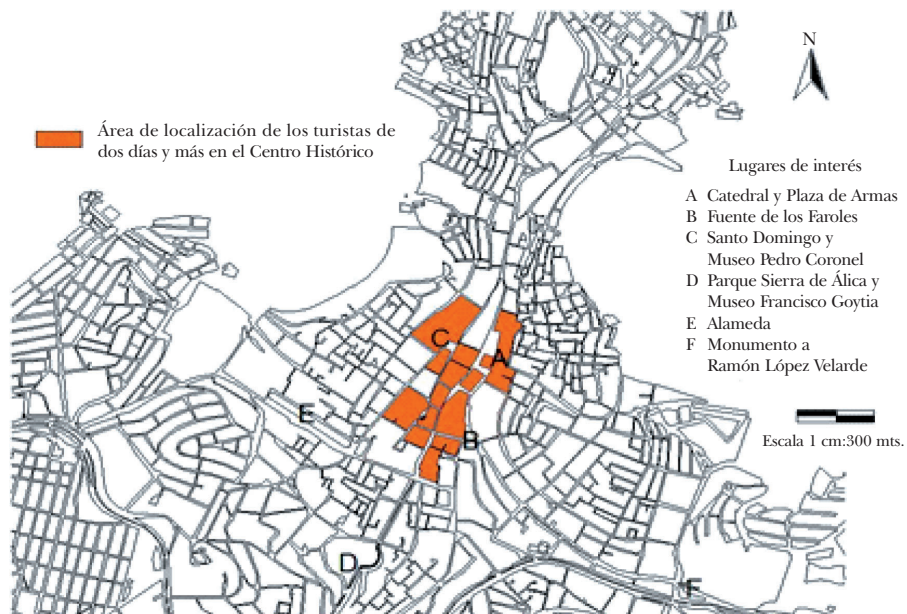 N
Área de localización de los turistas de
dos días y más en el Centro Histórico
Lugares de interés
A Catedral y Plaza de Armas
B Fuente de los Faroles
C Santo Domingo y
Museo Pedro Coronel
D Parque Sierra de Álica y
Museo Francisco Goytia
E Alameda
F Monumento a
Ramón López Velarde
Escala 1 cm:300 mts.
C
A
E
B
D
F